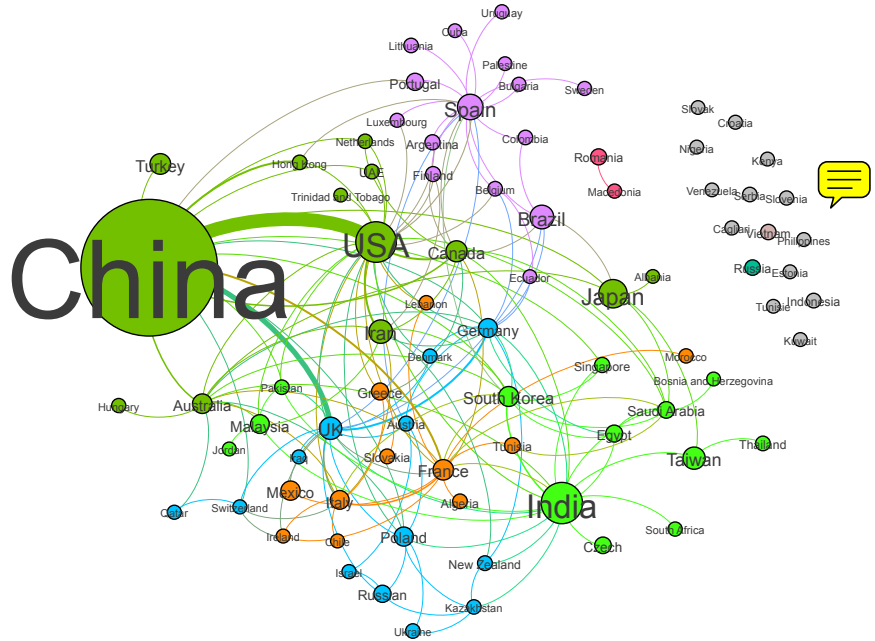 Uruguay
Cuba
Lithuania
Palestine
Portugal
Bulgaria
Sweden
Spain
Luxembourg
Netherlands
Argentina
Colombia
Turkey
Hong Kong
UAE
Finland
Trinidad and Tobago
Belgium
Brazil
Slovak
Croatia
Nigeria
Kenya
Romania
Macedonia
Venezuela
Serbia
Slovenia
Cagliari
Vietnam
Philippines
China
USA
Canada
Ecuador
Albania
Japan
Russia
Estonia
Tunisie
Indonesia
Kuwait
Lebanon
Iran
Germany
Denmark
Morocco
Singapore
Bosnia and Herzegovina
Pakistan
Greece
South Korea
Hungary
Australia
Saudi Arabia
Malaysia
UK
Austria
Egypt
Thailand
Jordan
Iraq
Slovakia
Tunisia
France
Taiwan
Mexico
Italy
Algeria
India
Qatar
Switzerland
South Africa
Ireland
Chile
Poland
Czech
Israel
New Zealand
Russian
Kazakhstan
Ukraine